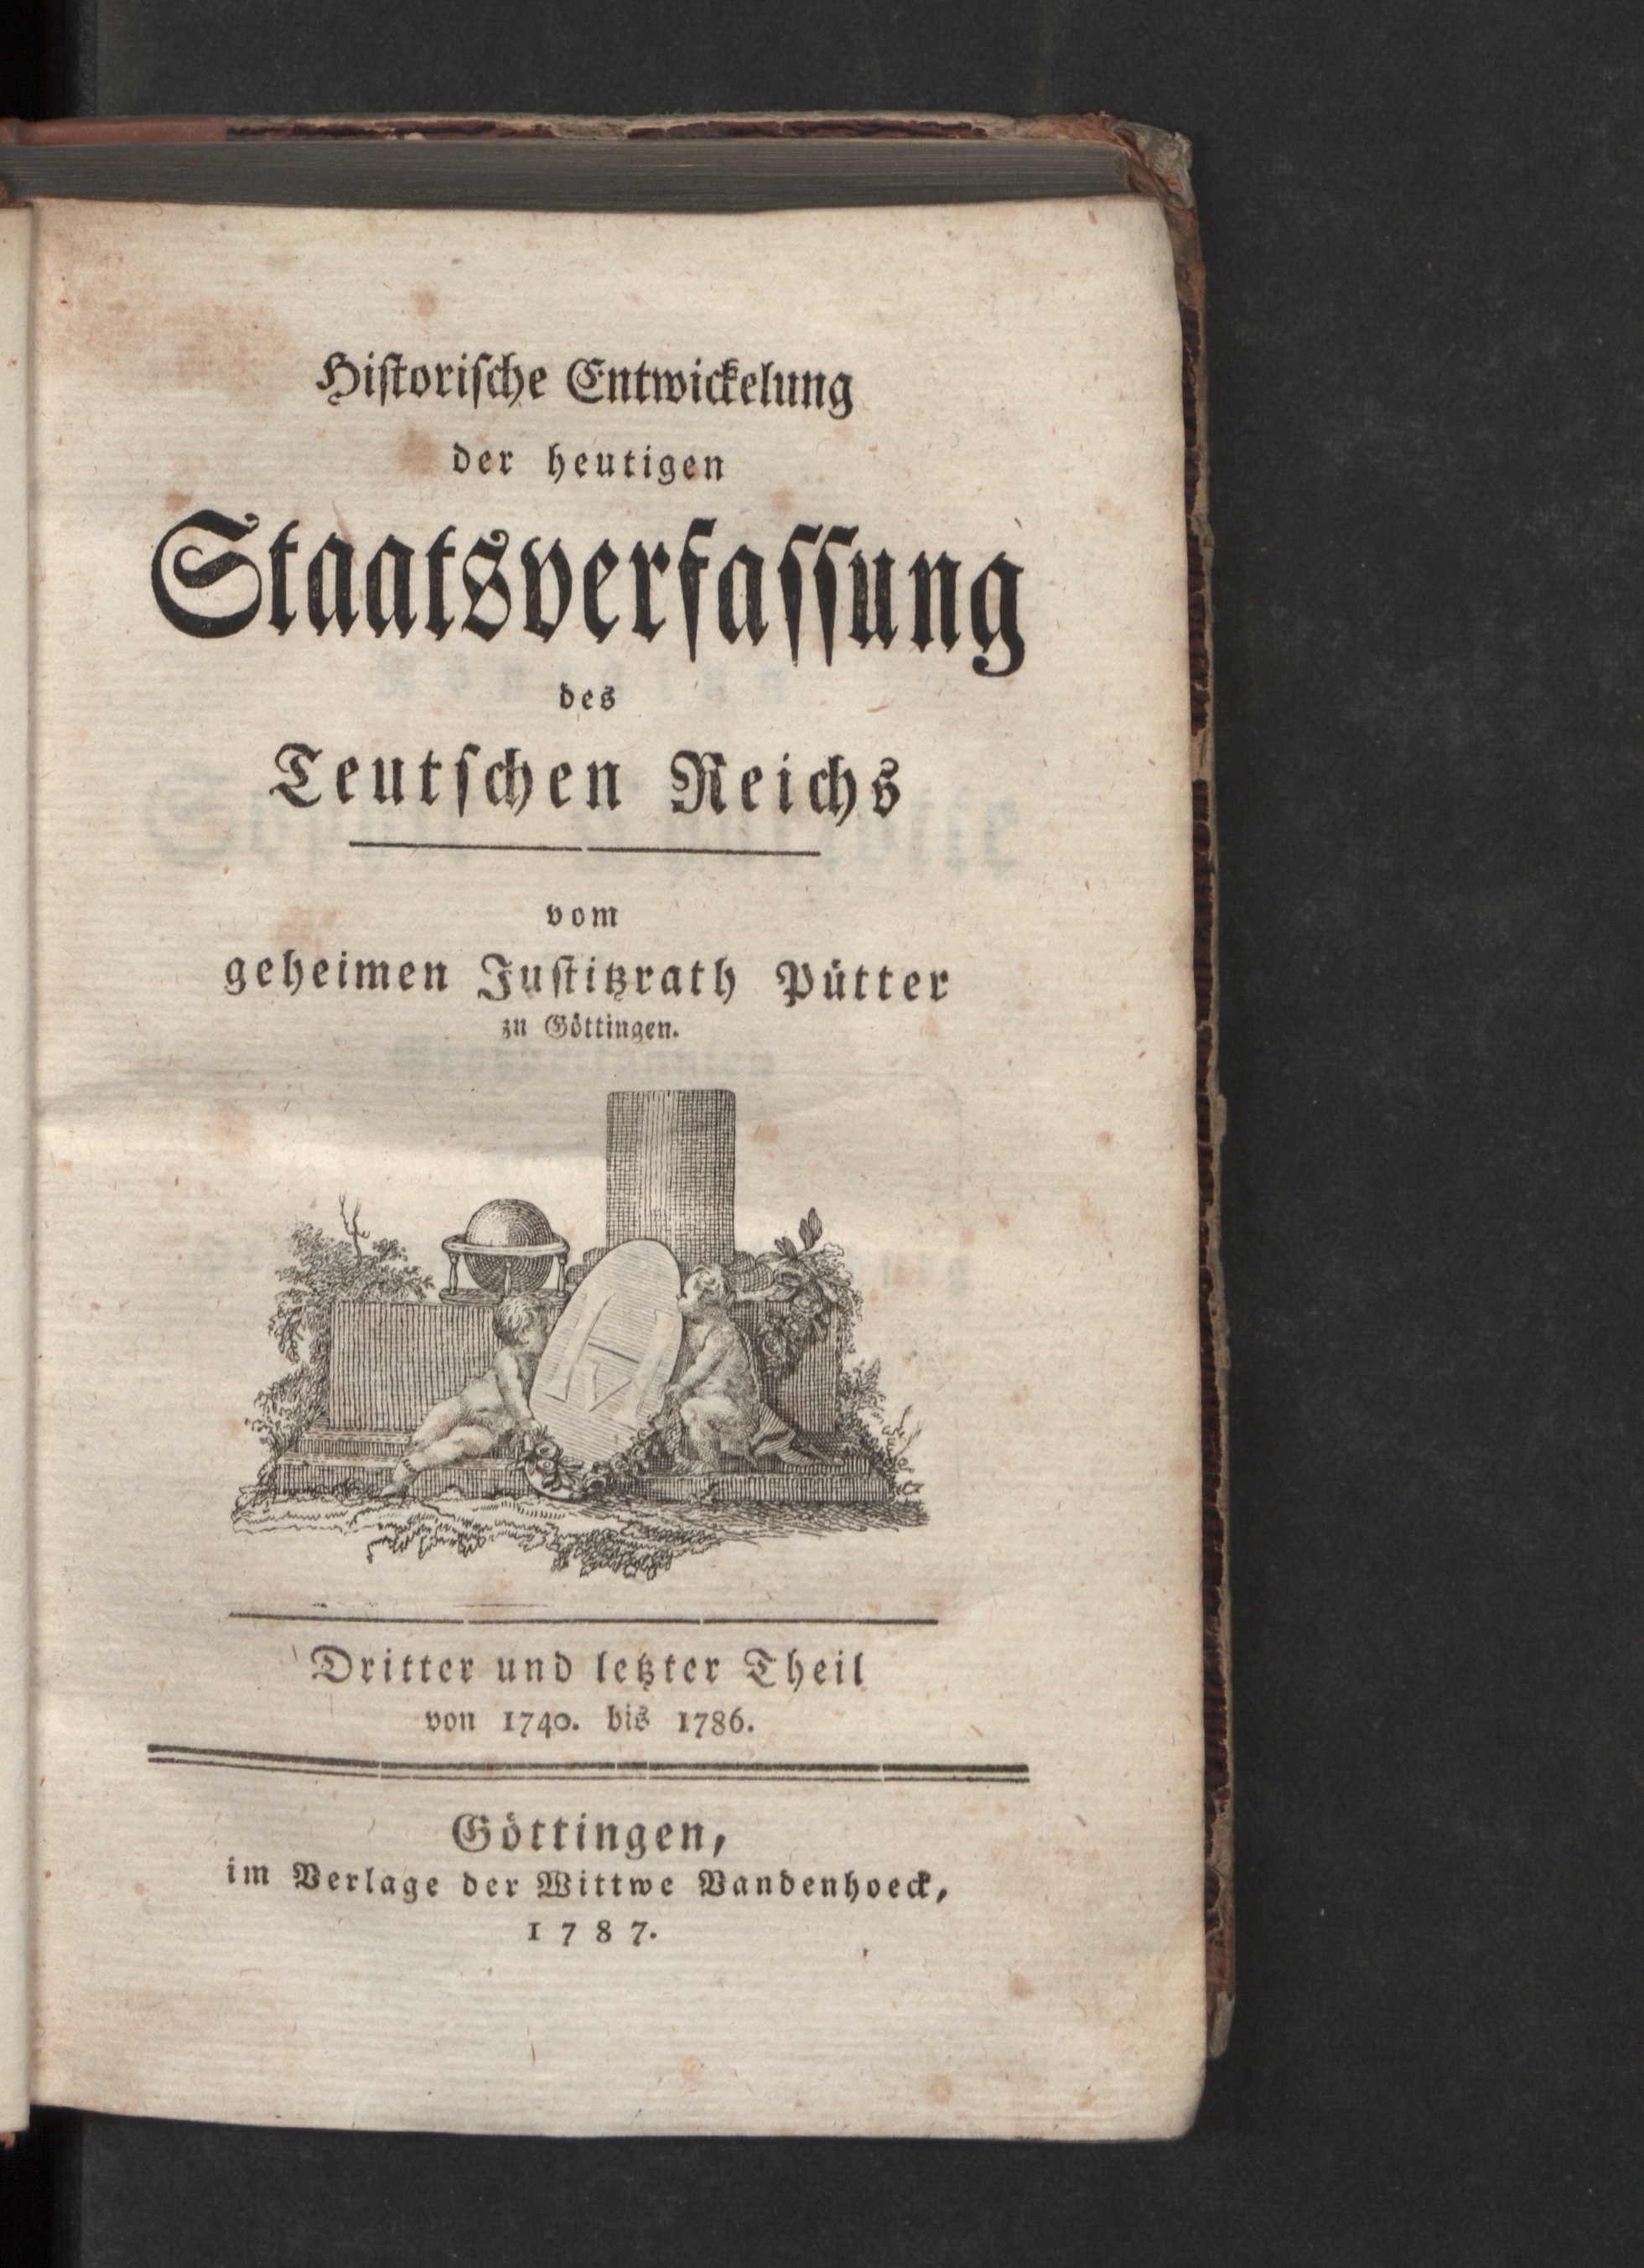 Hiſtoriſche Entwickelung
der heutigen
Staatsverfaſſung
des
Teutſchen Reichs
vom
geheimen Juſtitzrath Pütter
zu Göttingen.
Dritter und letzter Theil
von 1740. bis 1786.
Göttingen,
im Verlage der Wittwe Vandenhoeck,
1787.